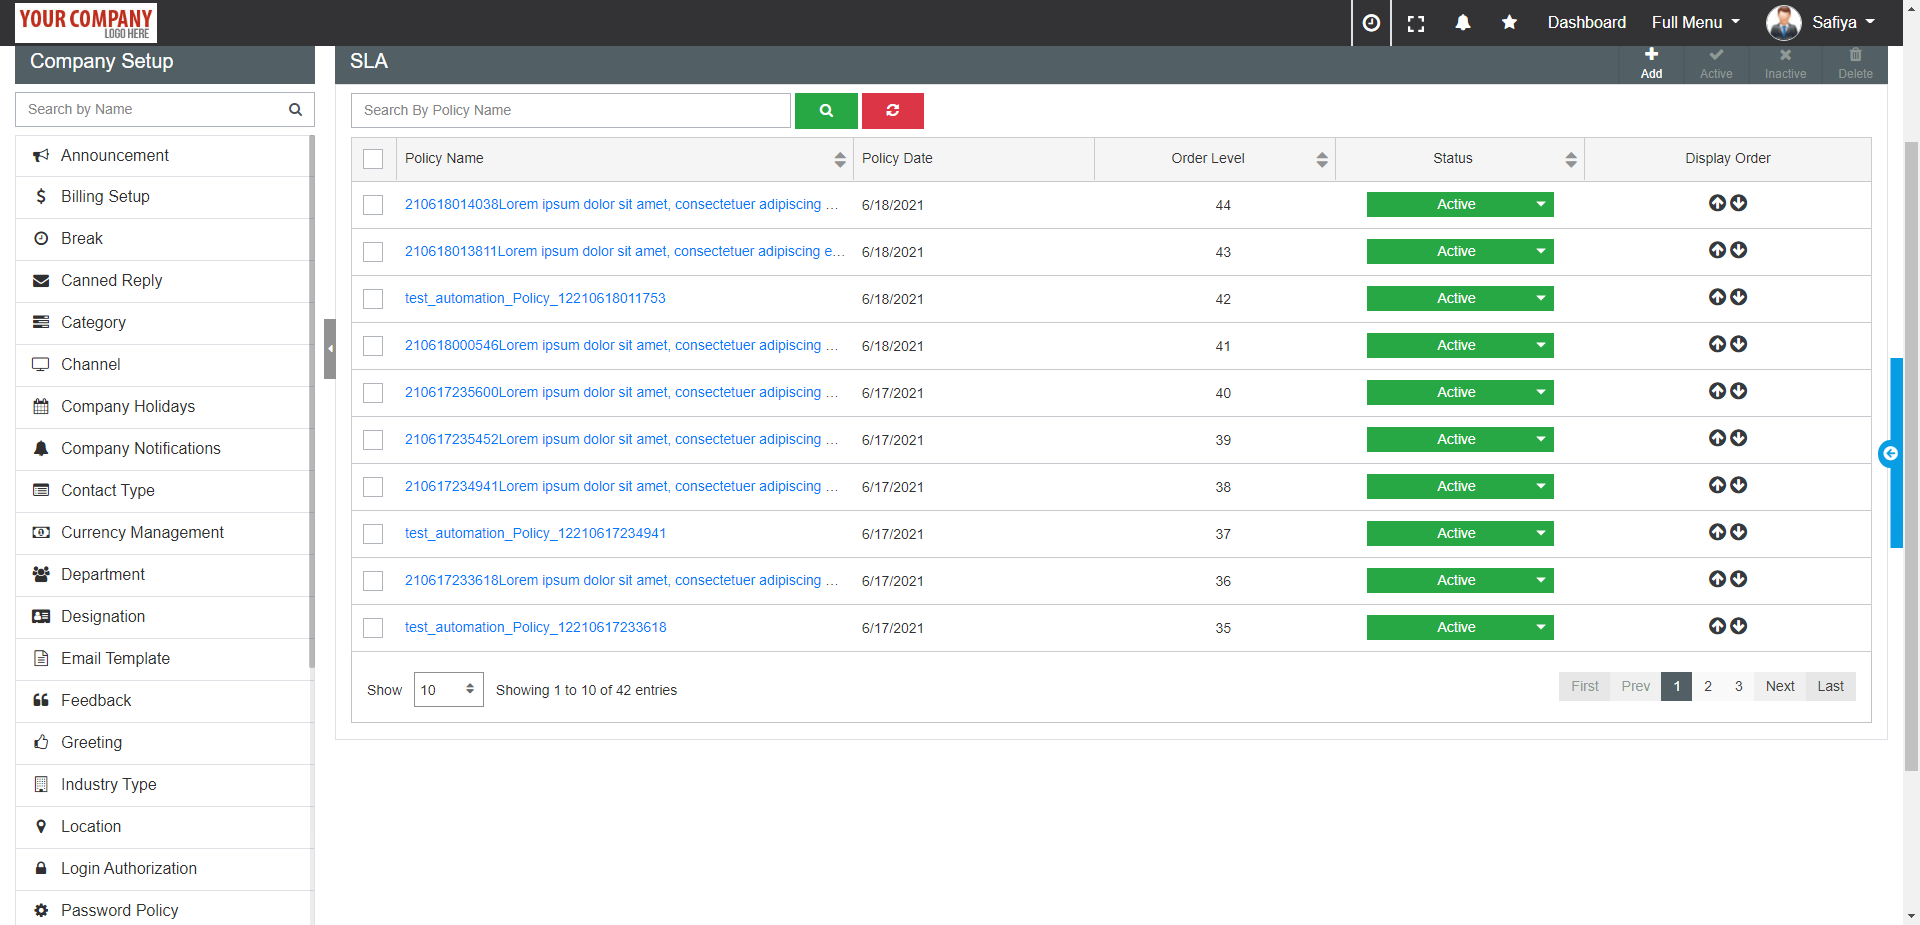 YOUR COMPANY
LOGO HERE
Dashboard Full Menu Safiya
Company Setup
Search by Name
Announcement
Billing Setup
Break
Canned Reply
Category
Channel
Company Holidays
Company Notifications
Contact Type
Currency Management
Department
Designation
Email Template
Feedback
Greeting
Industry Type
Location
Login Authorization
Password Policy
SLA
Add Active Inactive Delete
Search By Policy Name
Policy Name Policy Date Order Level Status Display Order
210618014038Lorem ipsum dolor sit amet, consectetuer adipiscing ... 6/18/2021 44 Active
210618013811Lorem ipsum dolor sit amet, consectetuer adipiscing e... 6/18/2021 43 Active
test_automation_Policy_12210618011753 6/18/2021 42 Active
210618000546Lorem ipsum dolor sit amet, consectetuer adipiscing ... 6/18/2021 41 Active
210617235600Lorem ipsum dolor sit amet, consectetuer adipiscing ... 6/17/2021 40 Active
210617235452Lorem ipsum dolor sit amet, consectetuer adipiscing ... 6/17/2021 39 Active
210617234941Lorem ipsum dolor sit amet, consectetuer adipiscing ... 6/17/2021 38 Active
test_automation_Policy_12210617234941 6/17/2021 37 Active
210617233618Lorem ipsum dolor sit amet, consectetuer adipiscing ... 6/17/2021 36 Active
test_automation_Policy_12210617233618 6/17/2021 35 Active
Show 10 Showing 1 to 10 of 42 entries First Prev 1 2 3 Next Last